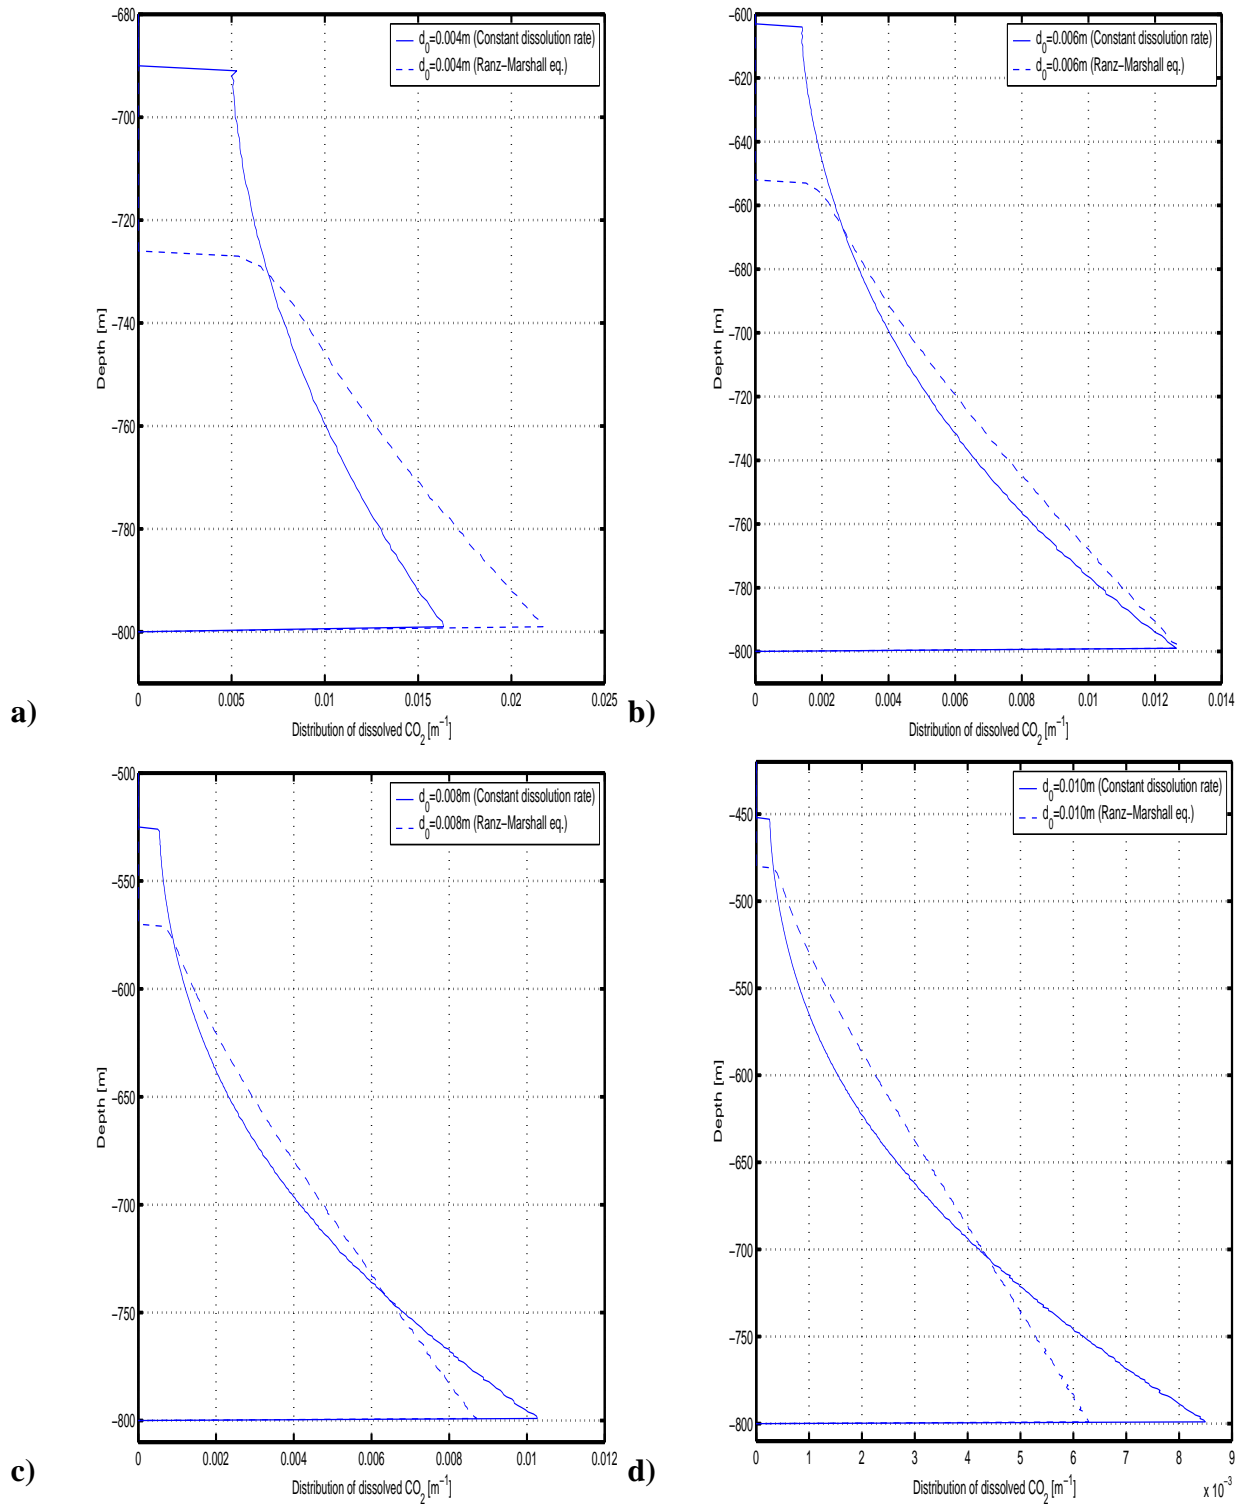 d0=0.004m (Constant dissolution rate)
d0=0.004m (Ranz−Marshall eq.)
−680
−700
−720
−740
−760
−780
−800
Depth [m]
0 0.005 0.01 0.015 0.02 0.025
Distribution of dissolved CO2 [m−1]
a)
d0=0.006m (Constant dissolution rate)
d0=0.006m (Ranz−Marshall eq.)
−600
−620
−640
−660
−680
−700
−720
−740
−760
−780
−800
Depth [m]
0 0.002 0.004 0.006 0.008 0.01 0.012 0.014
Distribution of dissolved CO2 [m−1]
b)
d0=0.008m (Constant dissolution rate)
d0=0.008m (Ranz−Marshall eq.)
−500
−550
−600
−650
−700
−750
−800
Depth [m]
0 0.002 0.004 0.006 0.008 0.01 0.012
Distribution of dissolved CO2 [m−1]
c)
d0=0.010m (Constant dissolution rate)
d0=0.010m (Ranz−Marshall eq.)
−450
−500
−550
−600
−650
−700
−750
−800
Depth [m]
0 1 2 3 4 5 6 7 8 9
x 10−3
Distribution of dissolved CO2 [m−1]
d)